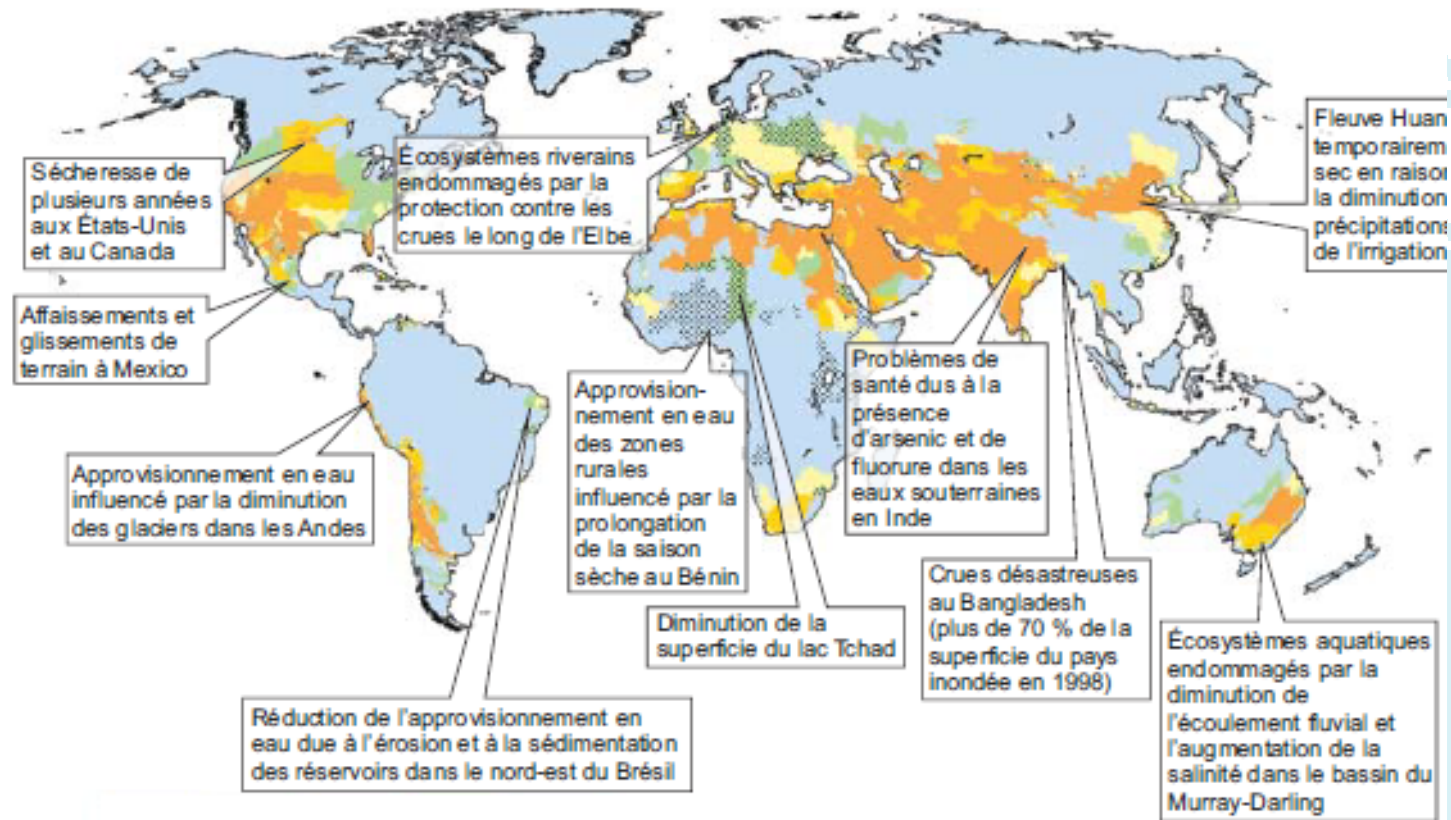 Sécheresse de
plusieurs années
aux États-Unis
et au Canada
Écosystèmes riverains
endommagés par la
protection contre les
crues le long de l'Elbe
Fleuve Huan
temporairem
sec en raison
la diminution
précipitations
de l'irrigation
Affaissements et
glissements de
terrain à Mexico
Approvisionnement en eau
influencé par la diminution
des glaciers dans les Andes
Approvision-
nement en eau
des zones
rurales
influencé par la
prolongation
de la saison
sèche au Bénin
Problèmes de
santé dus à la
présence
d'arsenic et de
fluorure dans les
eaux souterraines
en Inde
Diminution de la
superficie du lac Tchad
Crues désastreuses
au Bangladesh
(plus de 70 % de la
superficie du pays
inondée en 1998)
Écosystèmes aquatiques
endommagés par la
diminution de
l'écoulement fluvial et
l'augmentation de la
salinité dans le bassin du
Murray-Darling
Réduction de l'approvisionnement en
eau due à l'érosion et à la sédimentation
des réservoirs dans le nord-est du Brésil